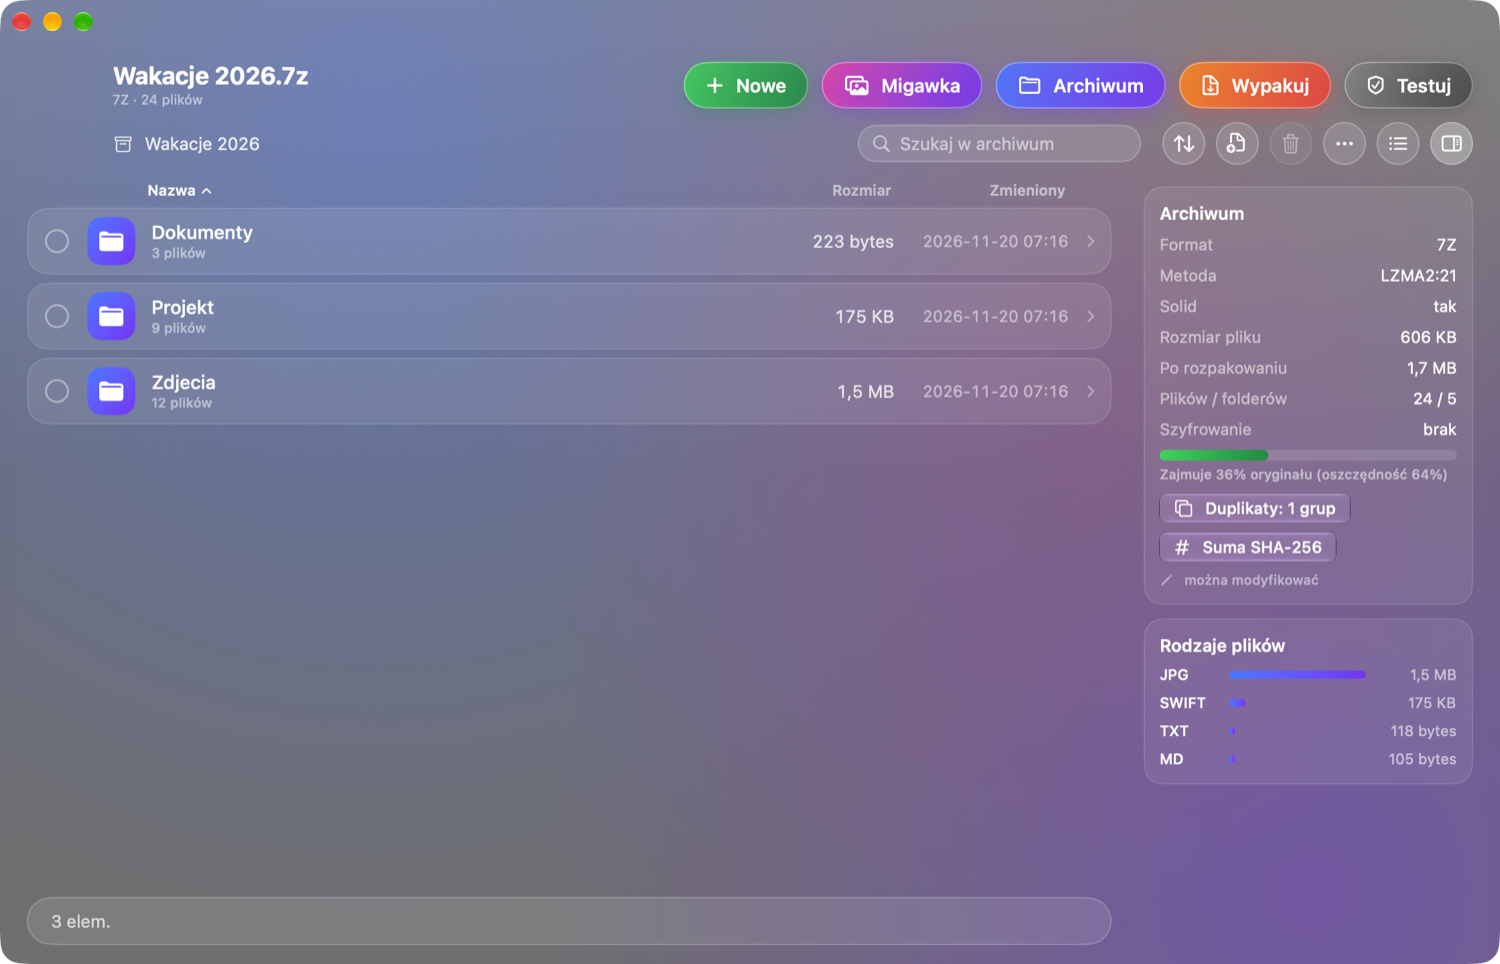 Wakacje 2026.7z
7Z · 24 plików
Nowe
Migawka
Archiwum
Wypakuj
Testuj
Wakacje 2026
Szukaj w archiwum
Nazwa
Rozmiar
Zmieniony
Dokumenty
3 plików
223 bytes
2026-11-20 07:16
Projekt
9 plików
175 KB
2026-11-20 07:16
Zdjecia
12 plików
1,5 MB
2026-11-20 07:16
3 elem.
Archiwum
Format 7Z
Metoda LZMA2:21
Solid tak
Rozmiar pliku 606 KB
Po rozpakowaniu 1,7 MB
Plików / folderów 24 / 5
Szyfrowanie brak
Zajmuje 36% oryginału (oszczędność 64%)
Duplikaty: 1 grup
# Suma SHA-256
można modyfikować
Rodzaje plików
JPG 1,5 MB
SWIFT 175 KB
TXT 118 bytes
MD 105 bytes